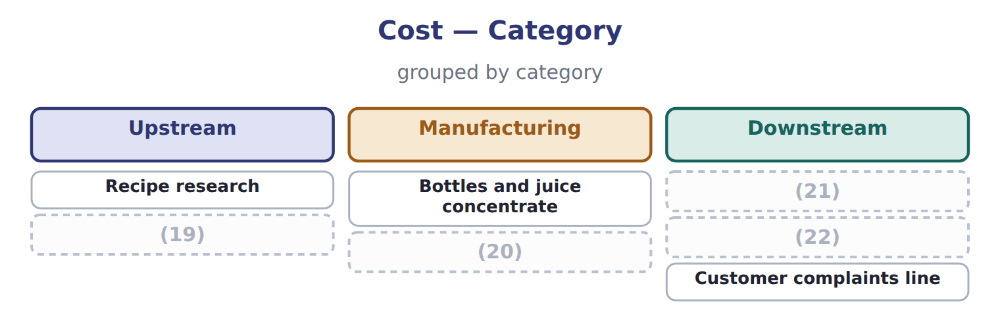 Cost — Category
grouped by category
Upstream
Recipe research
(19)
Manufacturing
Bottles and juice
concentrate
(20)
Downstream
(21)
(22)
Customer complaints line